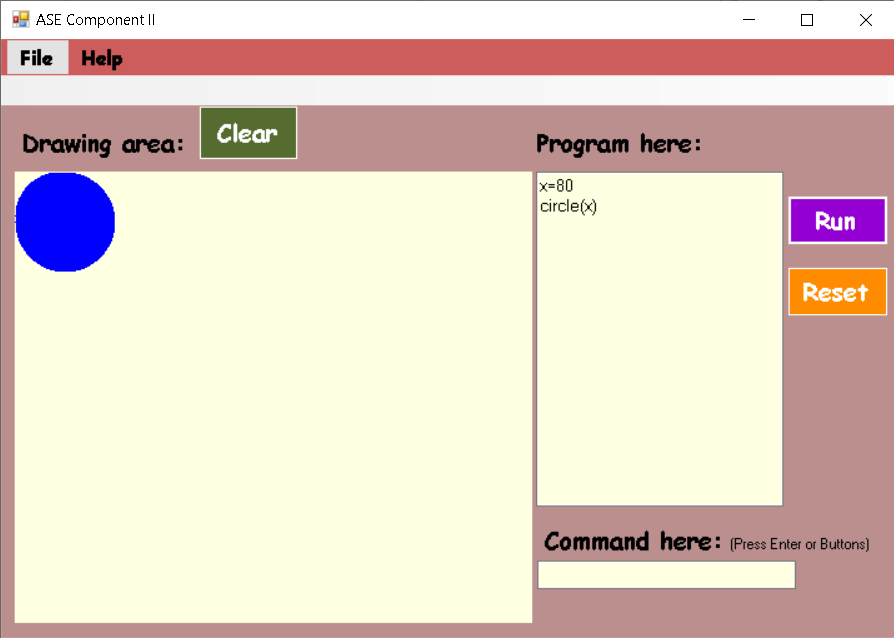 ASE Component II
File Help
Drawing area: Clear
Program here:
x=80
circle(x)
Run
Reset
Command here: (Press Enter or Buttons)